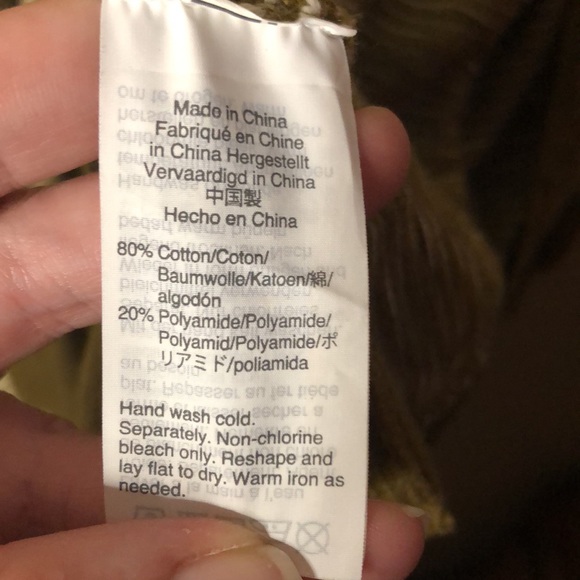 Made in China
Fabriqué en Chine
in China Hergestellt
Vervaardigd in China
中国製
Hecho en China
80% Cotton/Coton/
Baumwolle/Katoen/綿/
algodón
20% Polyamide/Polyamide/
Polyamid/Polyamide/ポ
リアミド/poliamida
Hand wash cold.
Separately. Non-chlorine
bleach only. Reshape and
lay flat to dry. Warm iron as
needed.